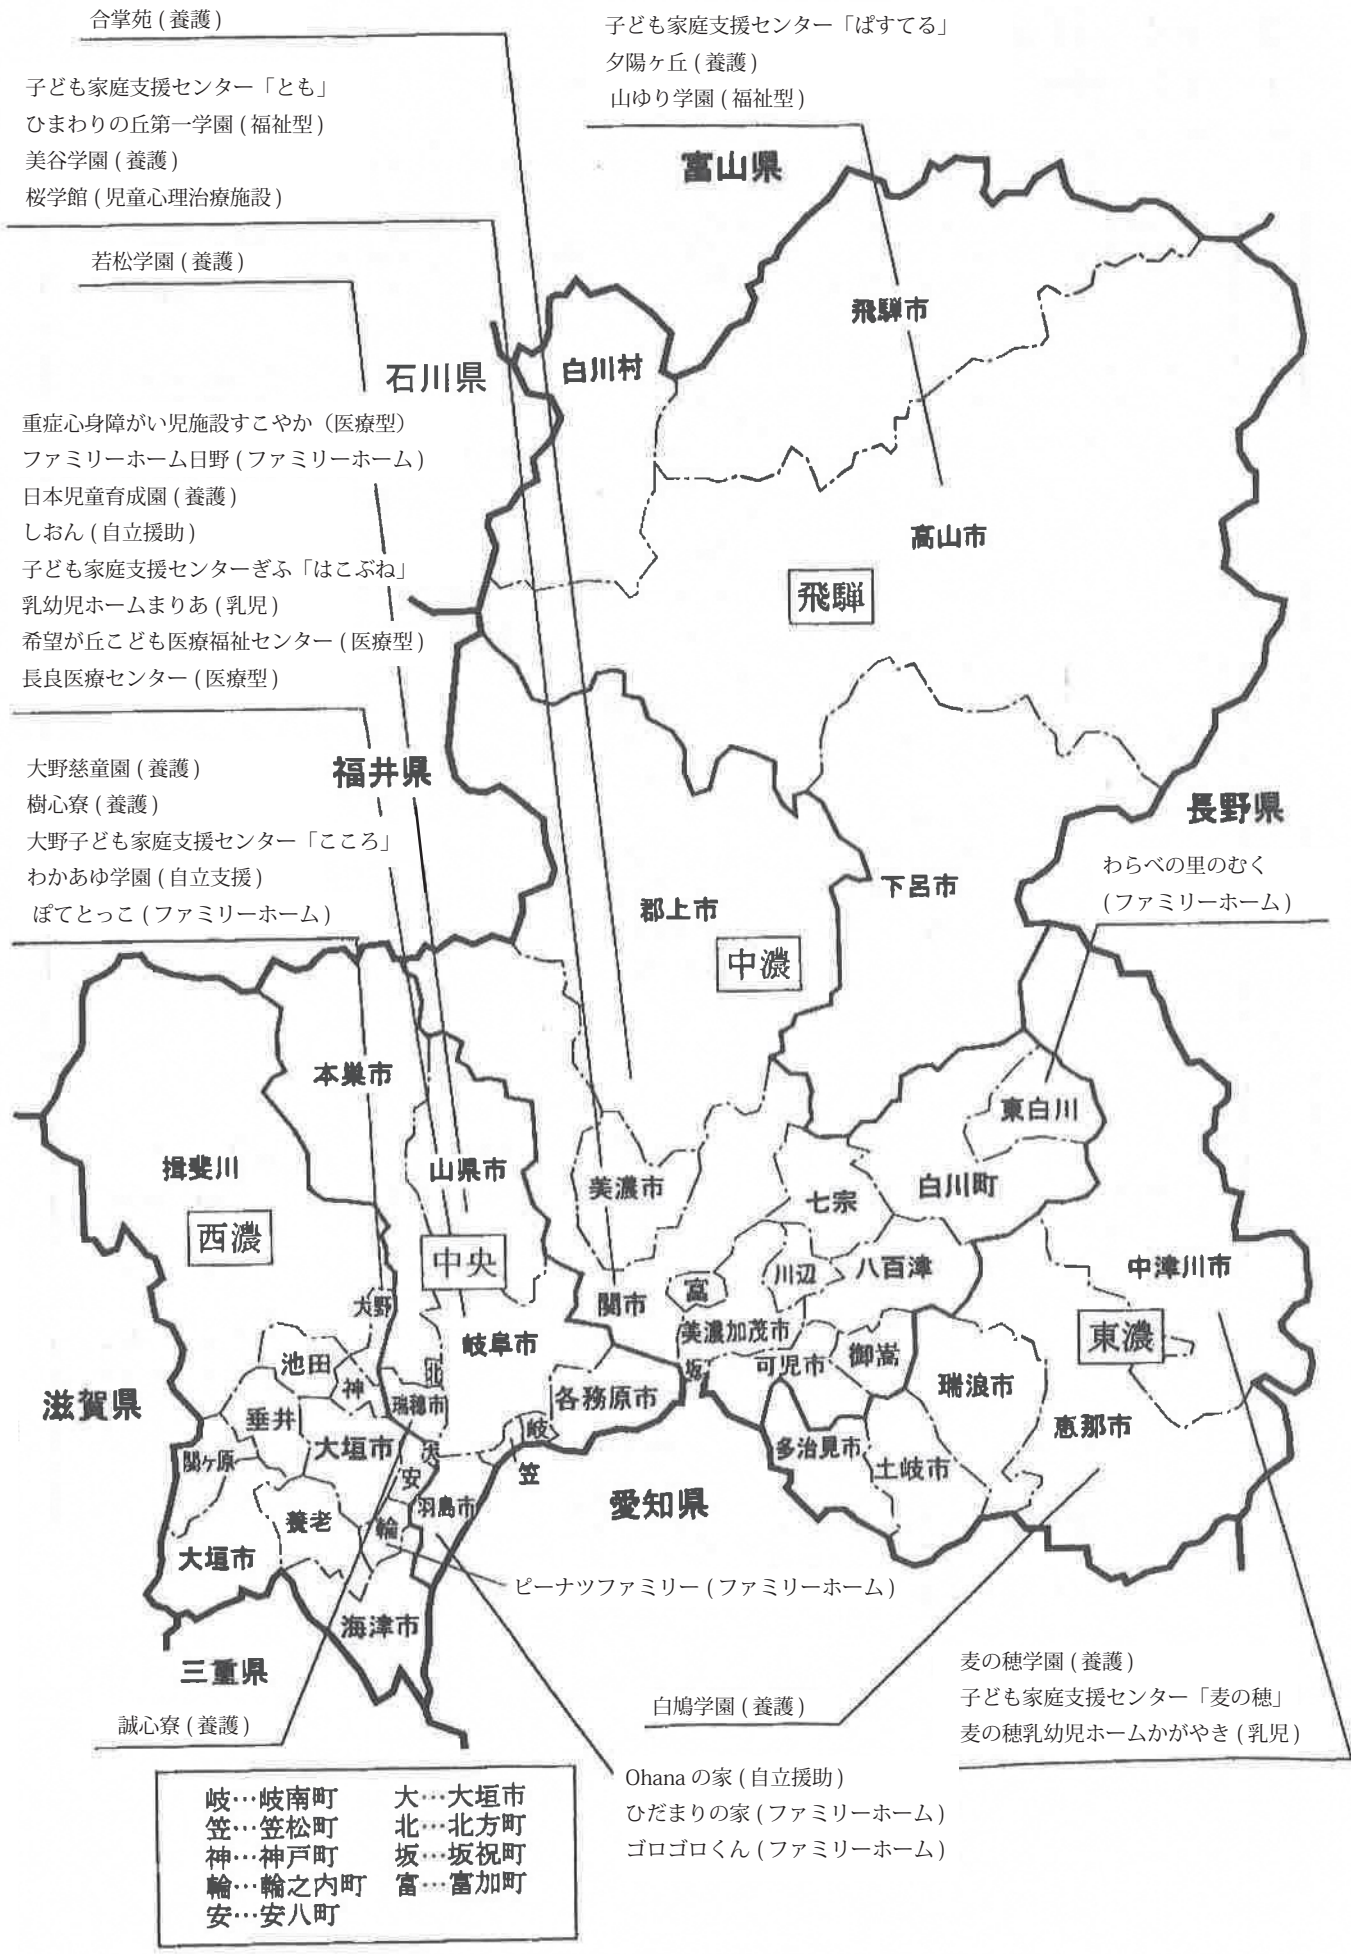 合掌苑 ( 養護 )
子ども家庭支援センター「ぱすてる」
夕陽ヶ丘 ( 養護 )
山ゆり学園 ( 福祉型 )
子ども家庭支援センター「とも」
ひまわりの丘第一学園 ( 福祉型 )
美谷学園 ( 養護 )
桜学館 ( 児童心理治療施設 )
若松学園 ( 養護 )
富山県
飛騨市
白川村
石川県
重症心身障がい児施設すこやか（医療型）
ファミリーホーム日野 ( ファミリーホーム )
日本児童育成園 ( 養護 )
しおん ( 自立援助 )
子ども家庭支援センターぎふ「はこぶね」
乳幼児ホームまりあ ( 乳児 )
希望が丘こども医療福祉センター ( 医療型 )
長良医療センター ( 医療型 )
高山市
飛騨
福井県
大野慈童園 ( 養護 )
樹心寮 ( 養護 )
大野子ども家庭支援センター「こころ」
わかあゆ学園 ( 自立支援 )
ぽてとっこ ( ファミリーホーム )
長野県
わらべの里のむく
( ファミリーホーム )
下呂市
郡上市
中濃
本巣市
東白川
揖斐川
山県市
美濃市
七宗
白川町
西濃
中央
川辺
八百津
中津川市
富
関市
大野
岐阜市
美濃加茂市
東濃
池田
神
北
坂
可児市
御嵩
瑞浪市
滋賀県
瑞穂市
各務原市
垂井
大垣市
岐
恵那市
関ヶ原
大
安
笠
多治見市
土岐市
羽島市
愛知県
養老
輪
大垣市
ピーナツファミリー ( ファミリーホーム )
海津市
三重県
誠心寮 ( 養護 )
白鳩学園 ( 養護 )
麦の穂学園 ( 養護 )
子ども家庭支援センター「麦の穂」
麦の穂乳幼児ホームかがやき ( 乳児 )
Ohana の家 ( 自立援助 )
ひだまりの家 ( ファミリーホーム )
ゴロゴロくん ( ファミリーホーム )
岐…岐南町 大…大垣市
笠…笠松町 北…北方町
神…神戸町 坂…坂祝町
輪…輪之内町 富…富加町
安…安八町